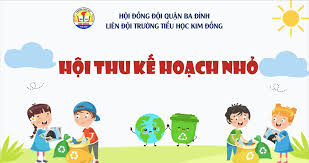 HỘI ĐỒNG ĐỘI QUẬN BA ĐÌNH
LIÊN ĐỘI TRƯỜNG TIỂU HỌC KIM ĐỒNG
HỘI THU KẾ HOẠCH NHỎ